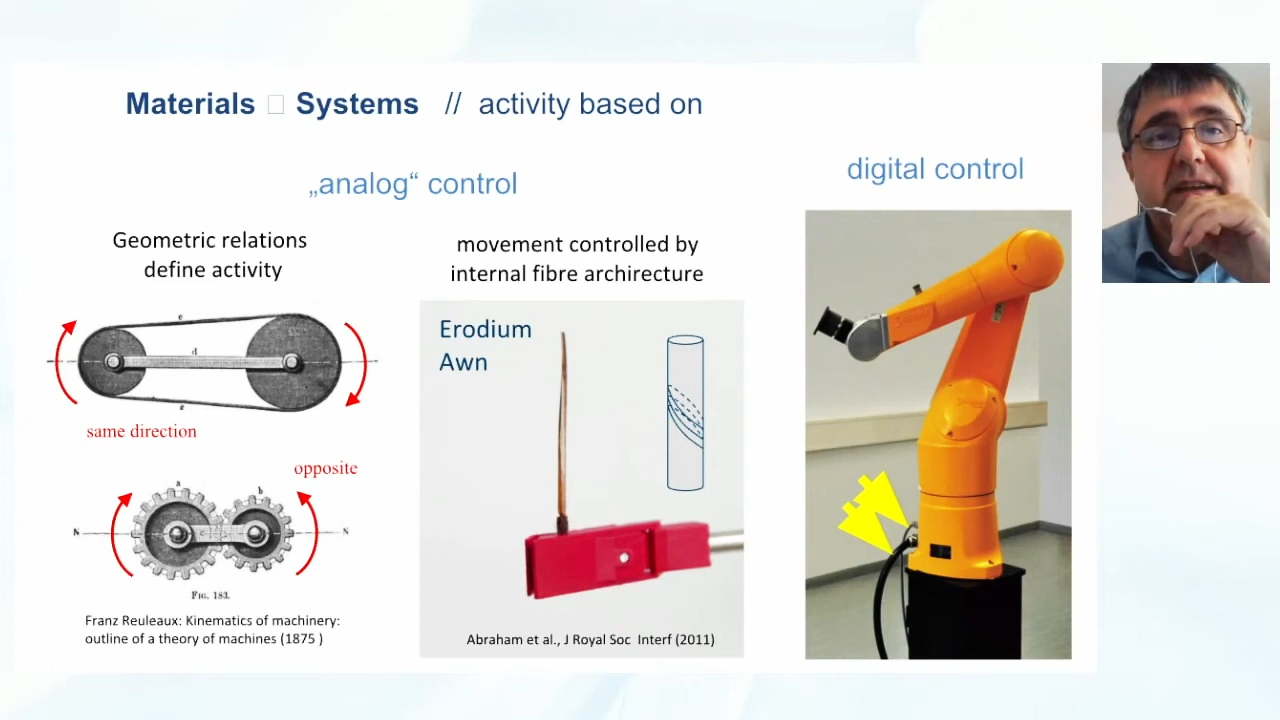 Materials □ Systems // activity based on
„analog“ control
digital control
Geometric relations
define activity
movement controlled by
internal fibre archirecture
e
d
e
same direction
opposite
a
b
S
c
S
FIG. 183.
Franz Reuleaux: Kinematics of machinery:
outline of a theory of machines (1875 )
Erodium
Awn
Abraham et al., J Royal Soc Interf (2011)